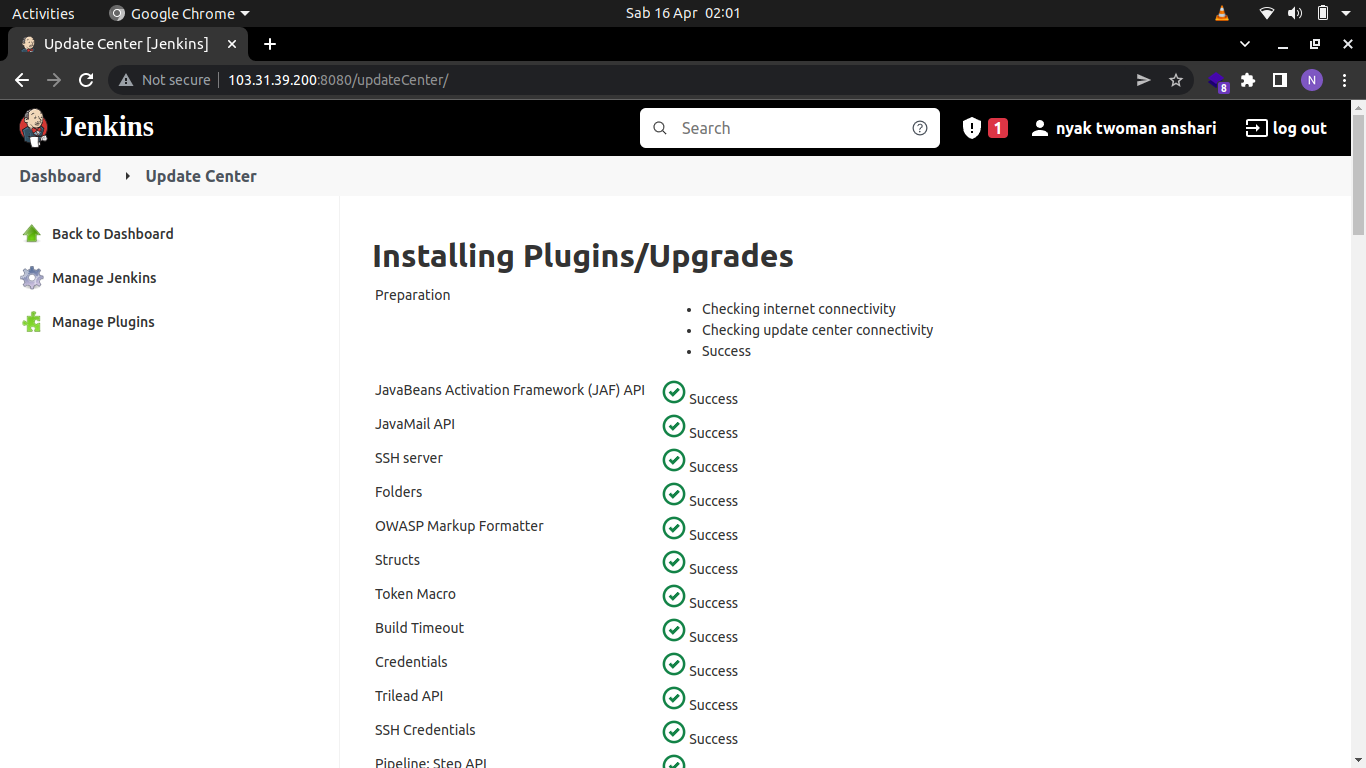 Activities Google Chrome Sab 16 Apr 02:01
Update Center [Jenkins]
Not secure 103.31.39.200:8080/updateCenter/ 8 N
Jenkins Search 1 nyak twoman anshari log out
Dashboard Update Center
Back to Dashboard
Manage Jenkins
Manage Plugins
Installing Plugins/Upgrades
Preparation
Checking internet connectivity
Checking update center connectivity
Success
JavaBeans Activation Framework (JAF) API Success
JavaMail API Success
SSH server Success
Folders Success
OWASP Markup Formatter Success
Structs Success
Token Macro Success
Build Timeout Success
Credentials Success
Trilead API Success
SSH Credentials Success
Pipeline: Step API